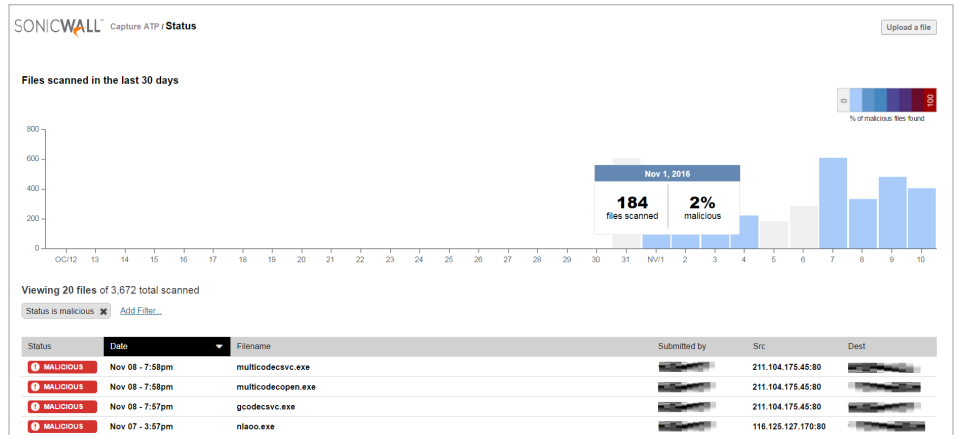 SONICWALL™ Capture ATP / Status
Upload a file
Files scanned in the last 30 days
0 100
% of malicious files found
800
600
400
200
0
Nov 1, 2016
184 2%
files scanned malicious
OC/12 13 14 15 16 17 18 19 20 21 22 23 24 25 26 27 28 29 30 31 NV/1 2 3 4 5 6 7 8 9 10
Viewing 20 files of 3,672 total scanned
Status is malicious ✖ Add Filter...
Status Date Filename Submitted by Src Dest
MALICIOUS Nov 08 - 7:58pm multicodecsvc.exe 211.104.175.45:80
MALICIOUS Nov 08 - 7:58pm multicodecopen.exe 211.104.175.45:80
MALICIOUS Nov 08 - 7:57pm gcodecsvc.exe 211.104.175.45:80
MALICIOUS Nov 07 - 3:57pm nlaoo.exe 116.125.127.170:80